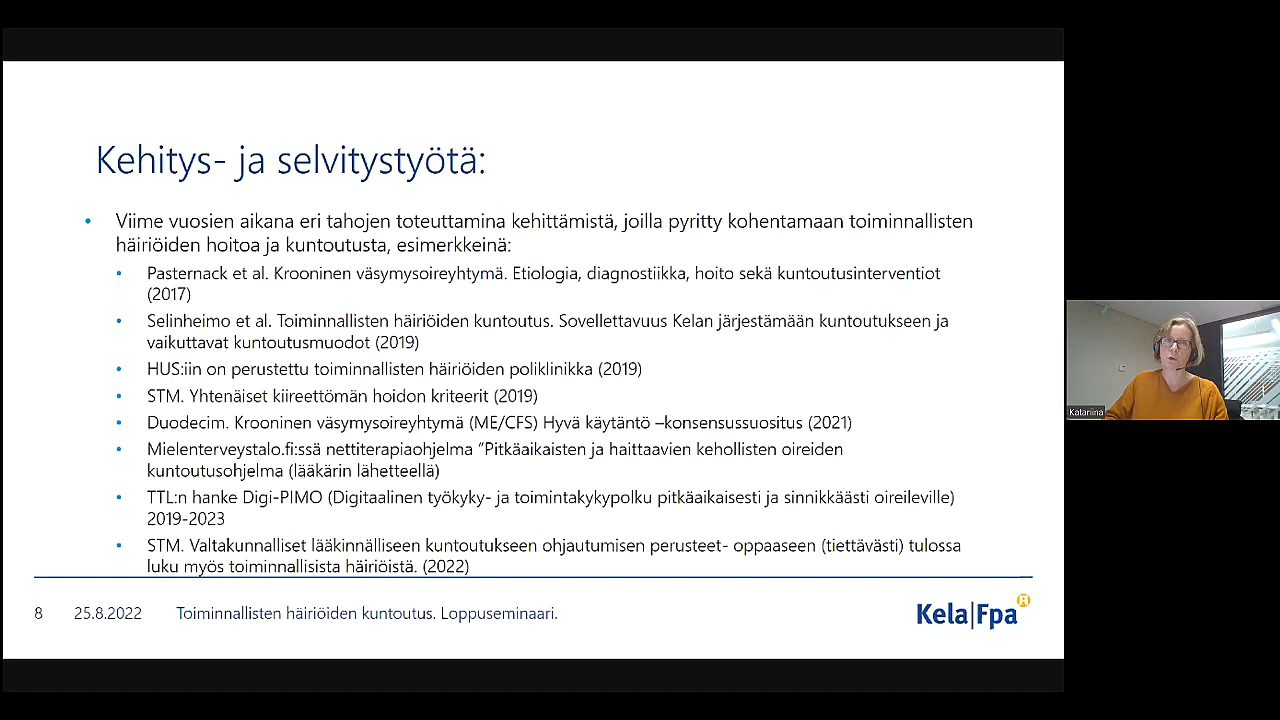 Kehitys- ja selvitystyötä:
• Viime vuosien aikana eri tahojen toteuttamina kehittämistä, joilla pyritty kohentamaan toiminnallisten
häiriöiden hoitoa ja kuntoutusta, esimerkkeinä:
• Pasternack et al. Krooninen väsymysoireyhtymä. Etiologia, diagnostiikka, hoito sekä kuntoutusinterventiot
(2017)
• Selinheimo et al. Toiminnallisten häiriöiden kuntoutus. Sovellettavuus Kelan järjestämään kuntoutukseen ja
vaikuttavat kuntoutusmuodot (2019)
• HUS:iin on perustettu toiminnallisten häiriöiden poliklinikka (2019)
• STM. Yhtenäiset kiireettömän hoidon kriteerit (2019)
• Duodecim. Krooninen väsymysoireyhtymä (ME/CFS) Hyvä käytäntö –konsensussuositus (2021)
• Mielenterveystalo.fi:ssä nettiterapiaohjelma ”Pitkäaikaisten ja haittaavien kehollisten oireiden
kuntoutusohjelma (lääkärin lähetteellä)
• TTL:n hanke Digi-PIMO (Digitaalinen työkyky- ja toimintakykypolku pitkäaikaisesti ja sinnikkäästi oireileville)
2019-2023
• STM. Valtakunnalliset lääkinnälliseen kuntoutukseen ohjautumisen perusteet- oppaaseen (tiettävästi) tulossa
luku myös toiminnallisista häiriöistä. (2022)
8 25.8.2022 Toiminnallisten häiriöiden kuntoutus. Loppuseminaari.
Kela|Fpa
Katariina